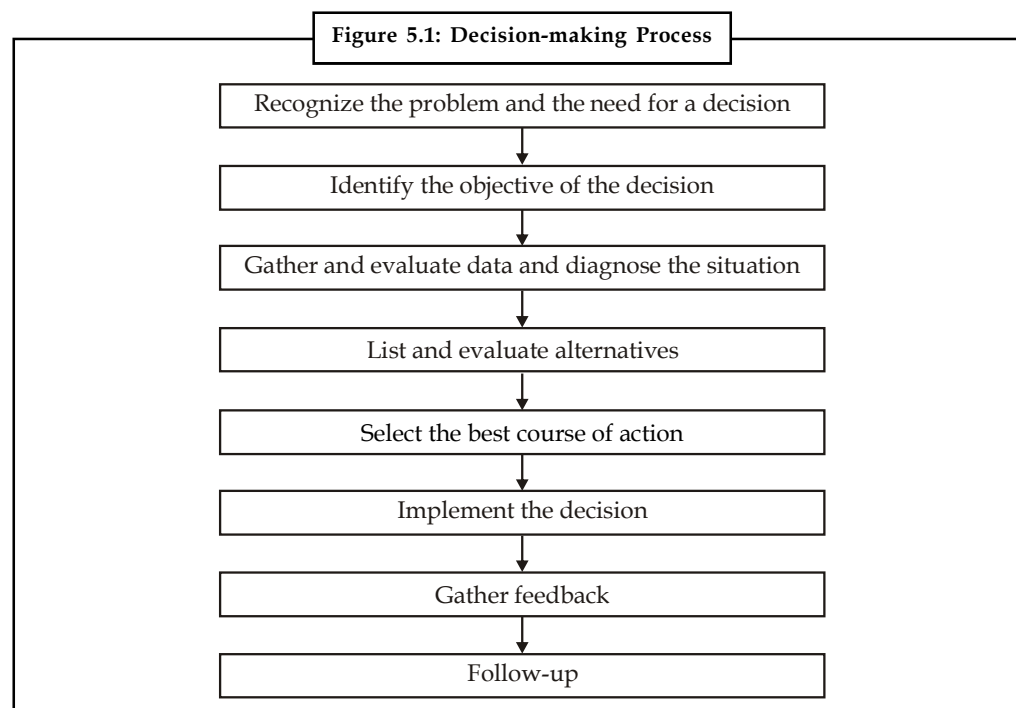 Figure 5.1: Decision-making Process
Recognize the problem and the need for a decision
Identify the objective of the decision
Gather and evaluate data and diagnose the situation
List and evaluate alternatives
Select the best course of action
Implement the decision
Gather feedback
Follow-up